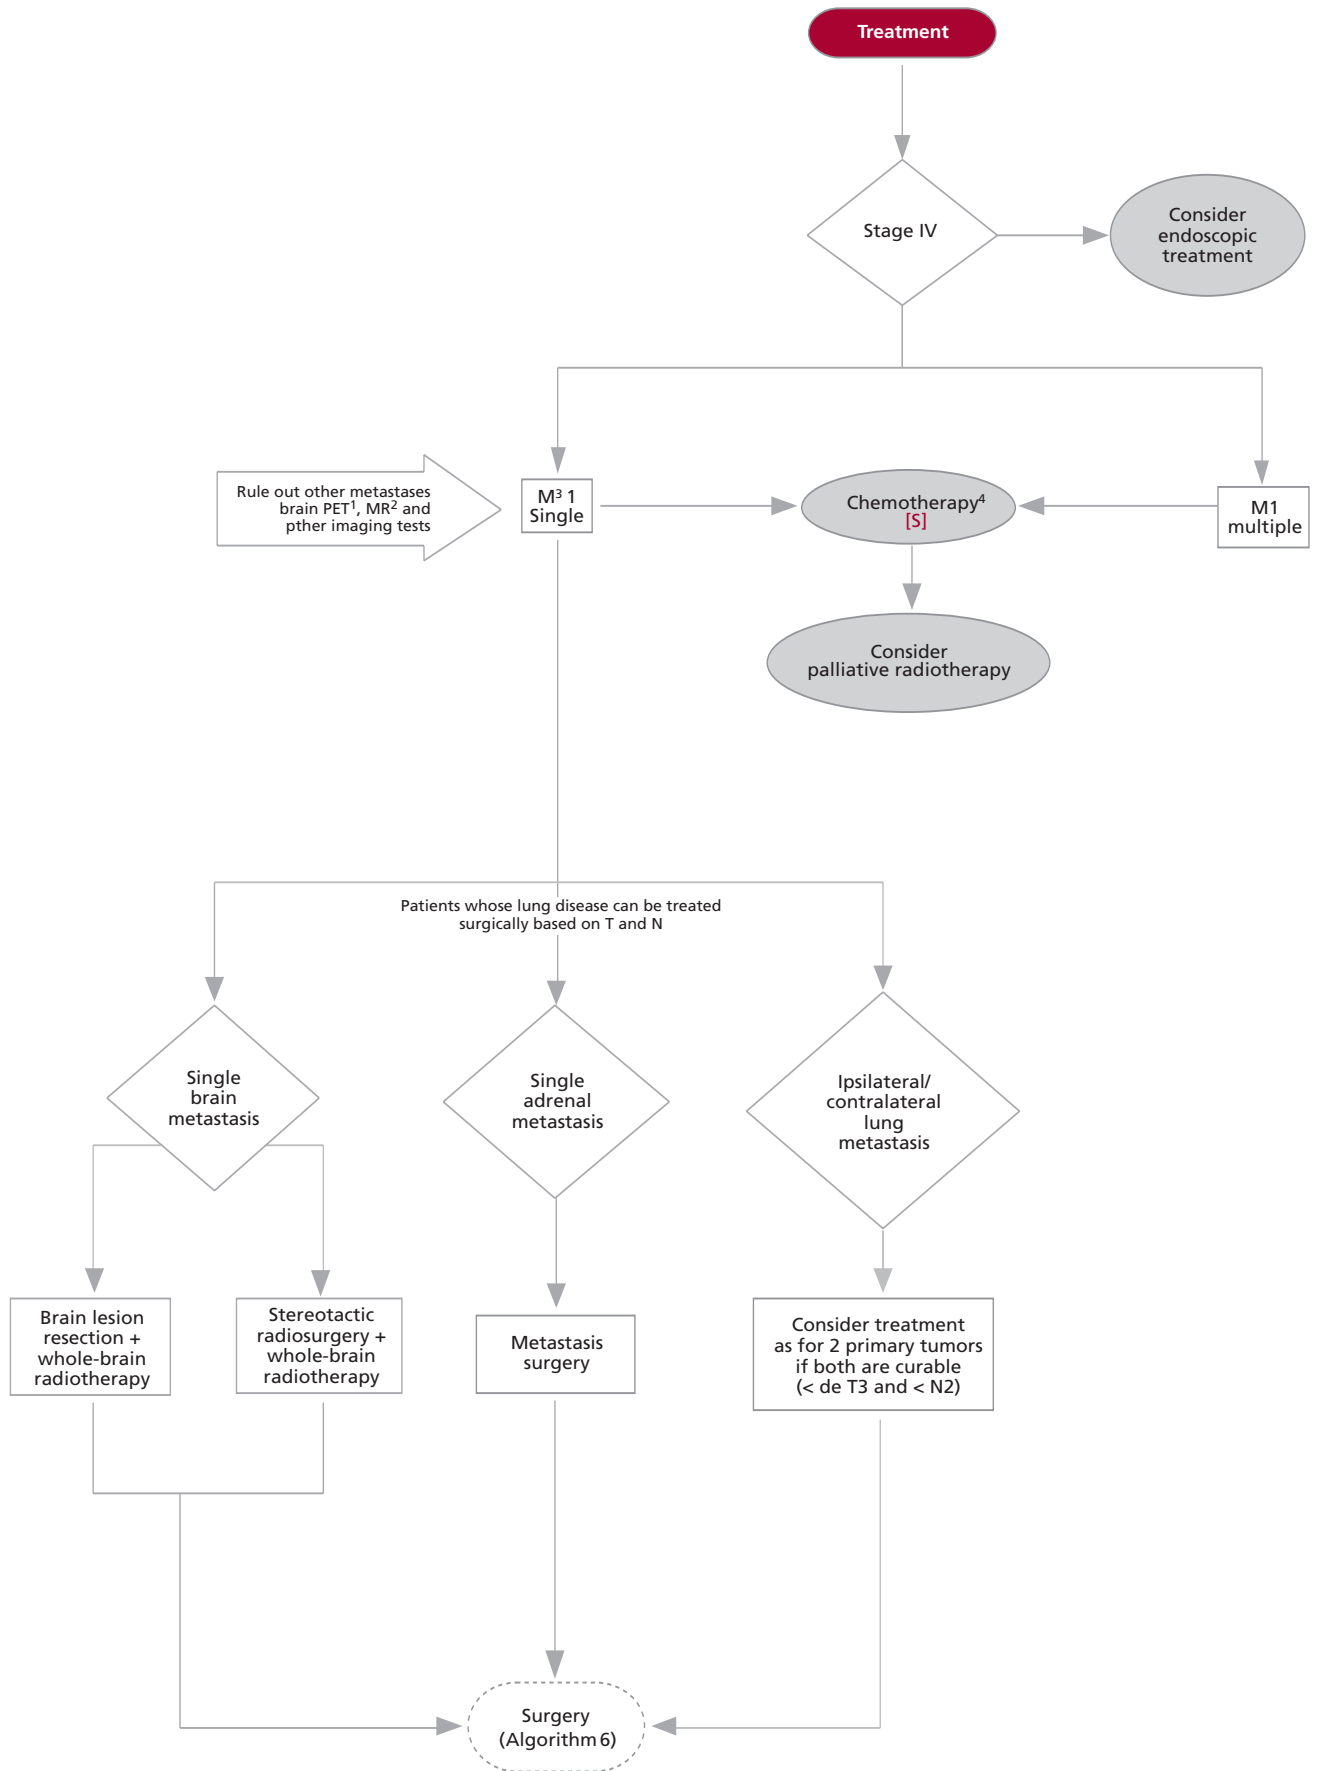 Treatment
Stage IV
Consider
endoscopic
treatment
Rule out other metastases
brain PET¹, MR² and
pther imaging tests
M³ 1
Single
Chemotherapy⁴
[S]
M1
multiple
Consider
palliative radiotherapy
Patients whose lung disease can be treated
surgically based on T and N
Single
brain
metastasis
Single
adrenal
metastasis
Ipsilateral/
contralateral
lung
metastasis
Brain lesion
resection +
whole-brain
radiotherapy
Stereotactic
radiosurgery +
whole-brain
radiotherapy
Metastasis
surgery
Consider treatment
as for 2 primary tumors
if both are curable
(< de T3 and < N2)
Surgery
(Algorithm 6)